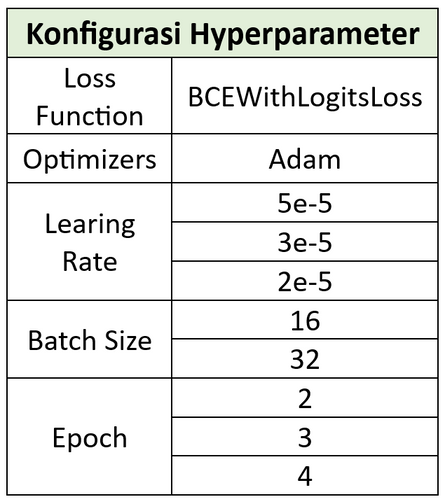 Konfigurasi Hyperparameter
Loss
Function
BCEWithLogitsLoss
Optimizers
Adam
Learing
Rate
5e-5
3e-5
2e-5
Batch Size
16
32
Epoch
2
3
4